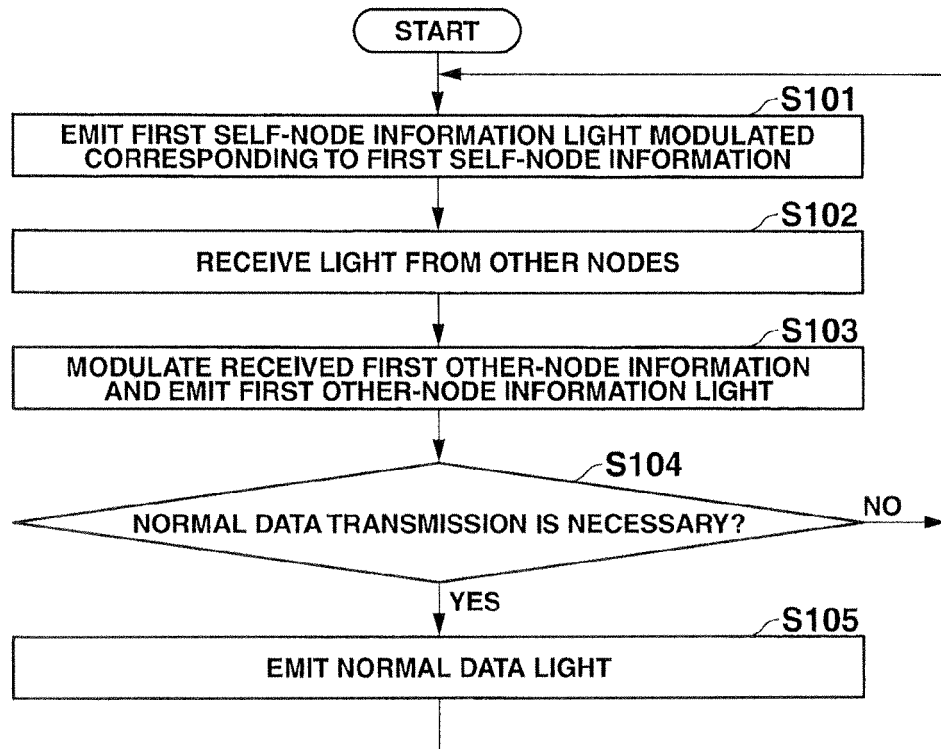 START
S101
EMIT FIRST SELF-NODE INFORMATION LIGHT MODULATED
CORRESPONDING TO FIRST SELF-NODE INFORMATION
S102
RECEIVE LIGHT FROM OTHER NODES
S103
MODULATE RECEIVED FIRST OTHER-NODE INFORMATION
AND EMIT FIRST OTHER-NODE INFORMATION LIGHT
S104
NORMAL DATA TRANSMISSION IS NECESSARY?
NO
YES
S105
EMIT NORMAL DATA LIGHT